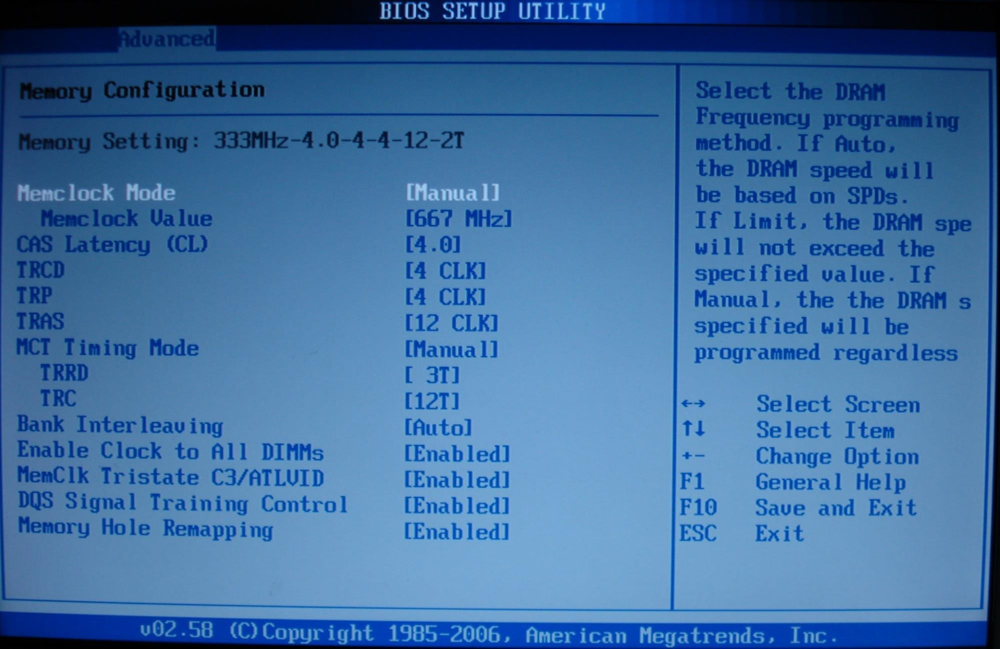 BIOS SETUP UTILITY
Advanced
Memory Configuration
Memory Setting: 333MHz-4.0-4-4-12-2T
Memclock Mode [Manual]
Memclock Value [667 MHz]
CAS Latency (CL) [4.0]
TRCD [4 CLK]
TRP [4 CLK]
TRAS [12 CLK]
MCT Timing Mode [Manual]
TRRD [ 3T]
TRC [12T]
Bank Interleaving [Auto]
Enable Clock to All DIMMs [Enabled]
MemClk Tristate C3/ATLVID [Enabled]
DQS Signal Training Control [Enabled]
Memory Hole Remapping [Enabled]
Select the DRAM
Frequency programming
method. If Auto,
the DRAM speed will
be based on SPDs.
If Limit, the DRAM spe
will not exceed the
specified value. If
Manual, the the DRAM s
specified will be
programmed regardless
←→ Select Screen
↑↓ Select Item
+- Change Option
F1 General Help
F10 Save and Exit
ESC Exit
v02.58 (C)Copyright 1985-2006, American Megatrends, Inc.